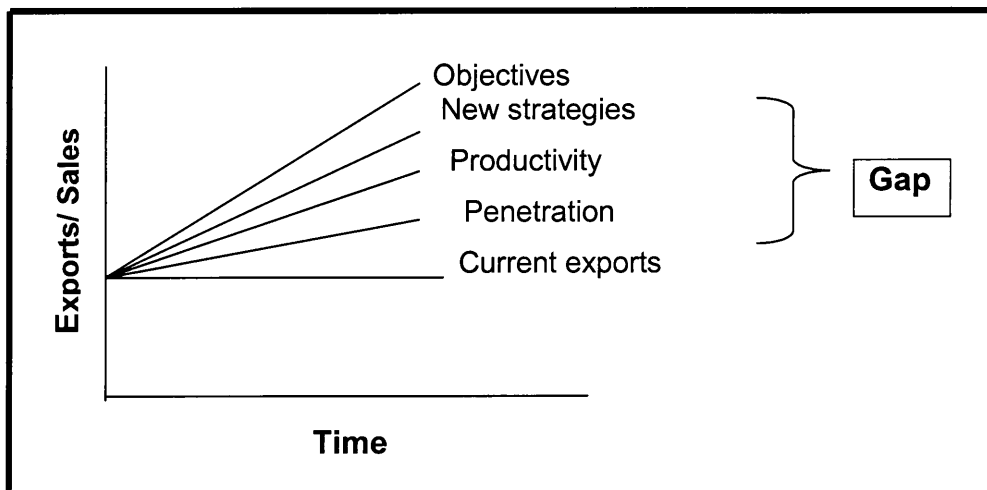 Objectives
New strategies
Productivity
Penetration
Current exports
Gap
Exports/ Sales
Time